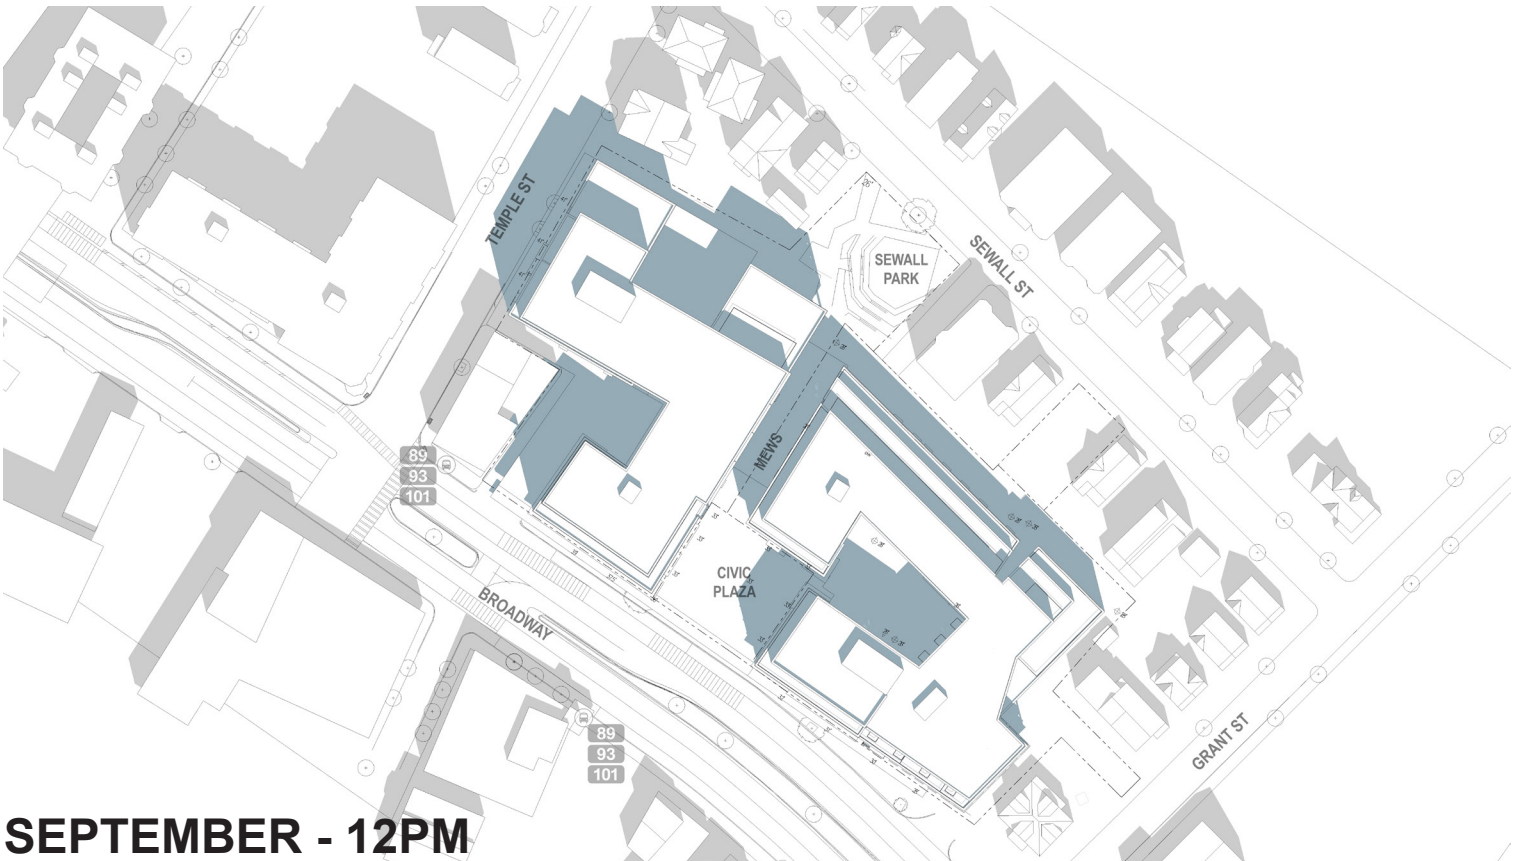 TEMPLE ST
SEWALL
PARK
SEWALL ST
MEWS
89
93
101
CIVIC
PLAZA
BROADWAY
GRANT ST
89
93
101
SEPTEMBER - 12PM